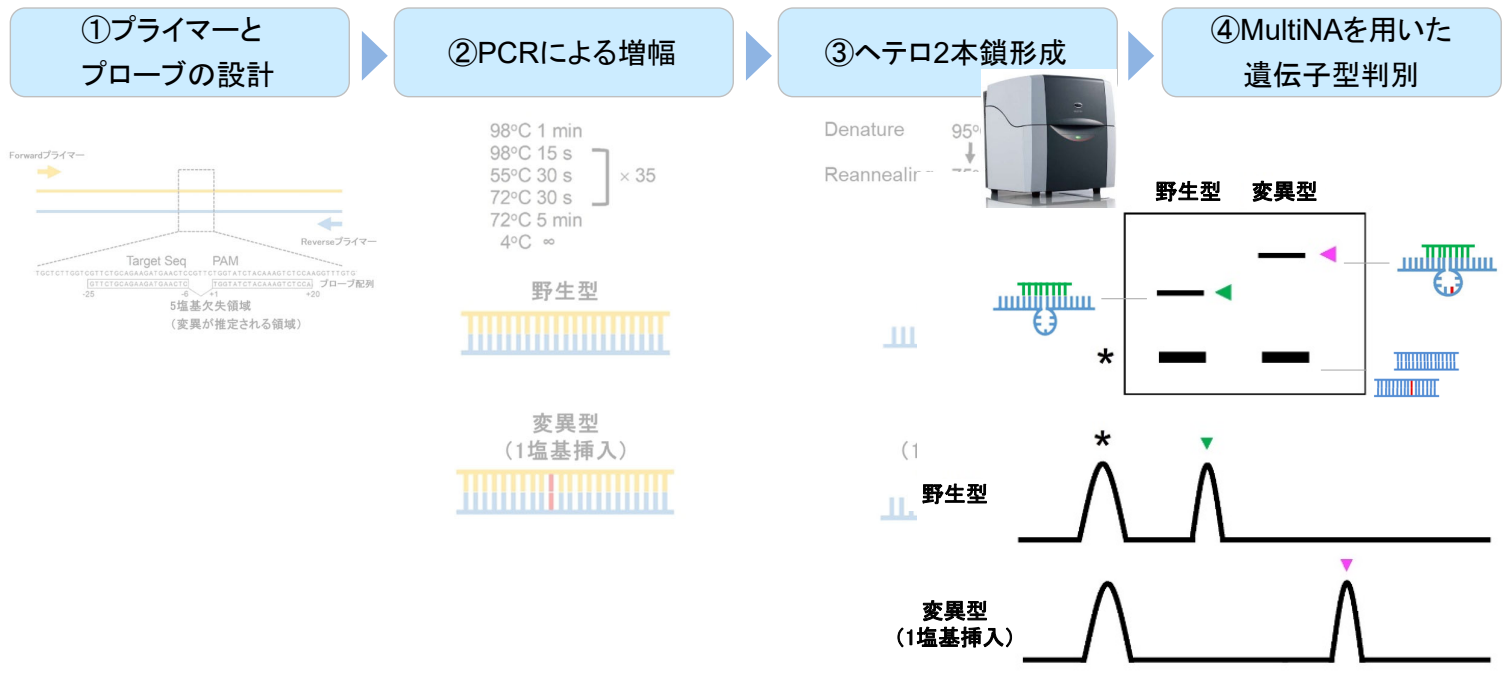 ①プライマーと
プローブの設計
②PCRによる増幅
③ヘテロ2本鎖形成
④MultiNAを用いた
遺伝子型判別
Forwardプライマー
Reverseプライマー
Target Seq PAM
TGCTCTTGGTCGTTCTGCAGAAGATGAACTCCGTTCTGGTATCTACAAAGTCTCCAAGGTTTGTG
GTTCTGCAGAAGATGAACTC TGGTATCTACAAAGTCTCCA プローブ配列
-25 -6 +1 +20
5塩基欠失領域
(変異が推定される領域)
98℃ 1 min
98℃ 15 s
55℃ 30 s × 35
72℃ 30 s
72℃ 5 min
4℃ ∞
野生型
変異型
(1塩基挿入)
Denature 95
Reannealin
(1
野生型 変異型
*
*
野生型
変異型
(1塩基挿入)